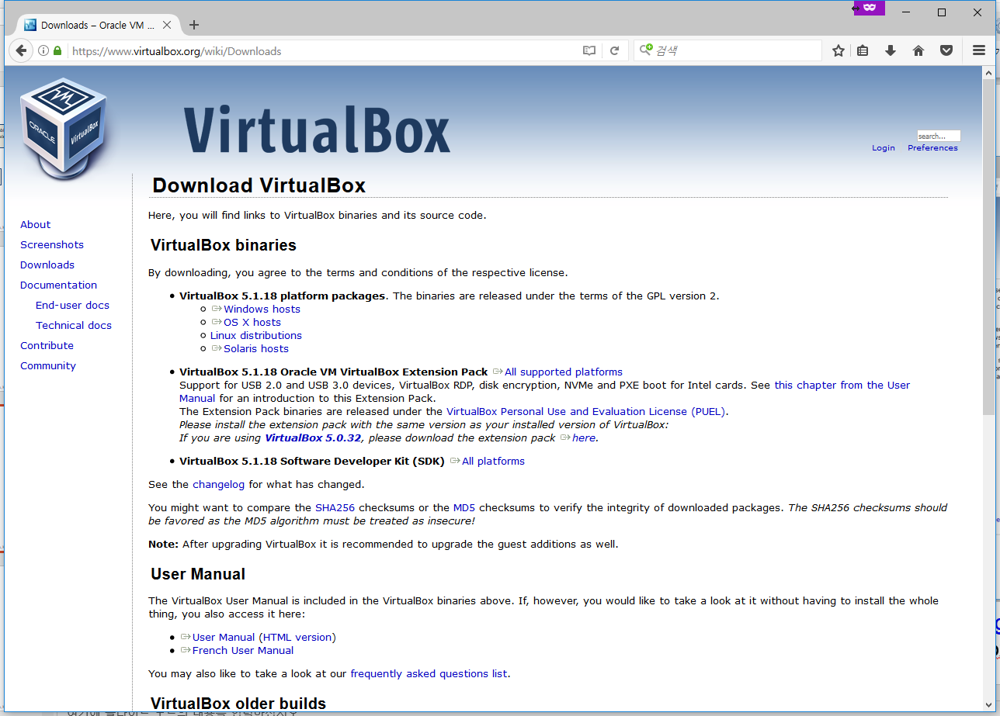 Downloads – Oracle VM ...
https://www.virtualbox.org/wiki/Downloads
검색
ORACLE
VirtualBox
VirtualBox
search...
Login Preferences
Download VirtualBox
Here, you will find links to VirtualBox binaries and its source code.
About
Screenshots
Downloads
Documentation
End-user docs
Technical docs
Contribute
Community
VirtualBox binaries
By downloading, you agree to the terms and conditions of the respective license.
VirtualBox 5.1.18 platform packages. The binaries are released under the terms of the GPL version 2.
Windows hosts
OS X hosts
Linux distributions
Solaris hosts
VirtualBox 5.1.18 Oracle VM VirtualBox Extension Pack All supported platforms
Support for USB 2.0 and USB 3.0 devices, VirtualBox RDP, disk encryption, NVMe and PXE boot for Intel cards. See this chapter from the User
Manual for an introduction to this Extension Pack.
The Extension Pack binaries are released under the VirtualBox Personal Use and Evaluation License (PUEL).
Please install the extension pack with the same version as your installed version of VirtualBox:
If you are using VirtualBox 5.0.32, please download the extension pack here.
VirtualBox 5.1.18 Software Developer Kit (SDK) All platforms
See the changelog for what has changed.
You might want to compare the SHA256 checksums or the MD5 checksums to verify the integrity of downloaded packages. The SHA256 checksums should
be favored as the MD5 algorithm must be treated as insecure!
Note: After upgrading VirtualBox it is recommended to upgrade the guest additions as well.
User Manual
The VirtualBox User Manual is included in the VirtualBox binaries above. If, however, you would like to take a look at it without having to install the whole
thing, you also access it here:
User Manual (HTML version)
French User Manual
You may also like to take a look at our frequently asked questions list.
VirtualBox older builds